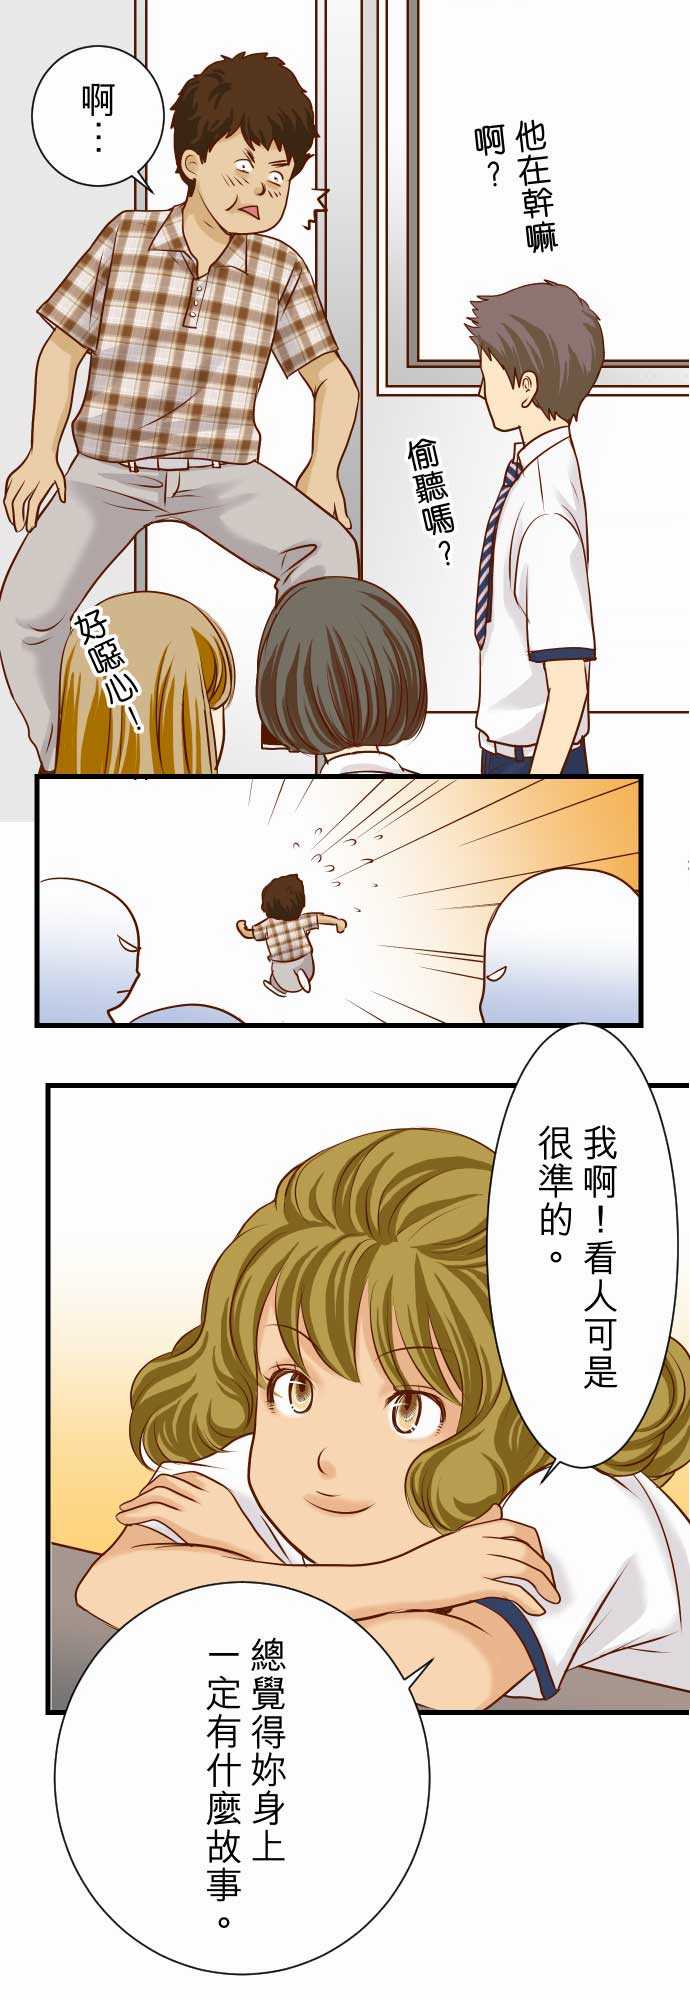 啊…
他在幹嘛
啊？
偷聽嗎？
好噁心！
我啊！看人可是
很準的。
總覺得妳身上
一定有什麼故事。